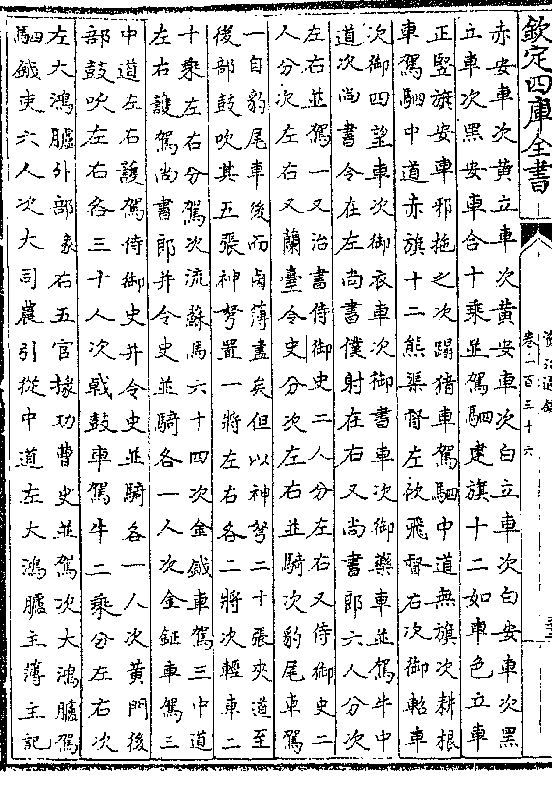 欽定四庫全書
資治通鑑
卷一百三十六
赤安車次黄立車次黄安車次白立車次白安車次黒
立車次黒安車合十乘並駕駟建旗十二如車色立車
正竪旗安車邪拖之次蹋猪車駕駟中道無旗次耕根
車駕駟中道赤旗十二熊渠督左佽飛督右次御軺車
次御四望車次御衣車次御書車次御藥車並駕牛中
道次尚書令在左尚書僕射在右又尚書郎六人分次
左右並駕一又治書侍御史二人分左右又侍御史二
人分次左右又蘭臺令史分次左右並騎次豹尾車駕
一自豹尾車後而鹵薄盡矣但以神弩二十張夾道至
後部鼓吹其五張神弩置一將左右各二將次輕車二
十乘左右分駕次流蘇馬六十四次金鉞車駕三中道
左右護駕尚書郎并令史並騎各一人次金鉦車駕三
中道左右護駕侍御史并令史並騎各一人次黄門後
部鼓吹左右各三十人次戟鼓車駕牛二乘分左右次
左大鴻臚外部掾右五官掾功曹史並駕次大鴻臚駕
駟鉞吏六人次大司農引從中道左大鴻臚主簿主記